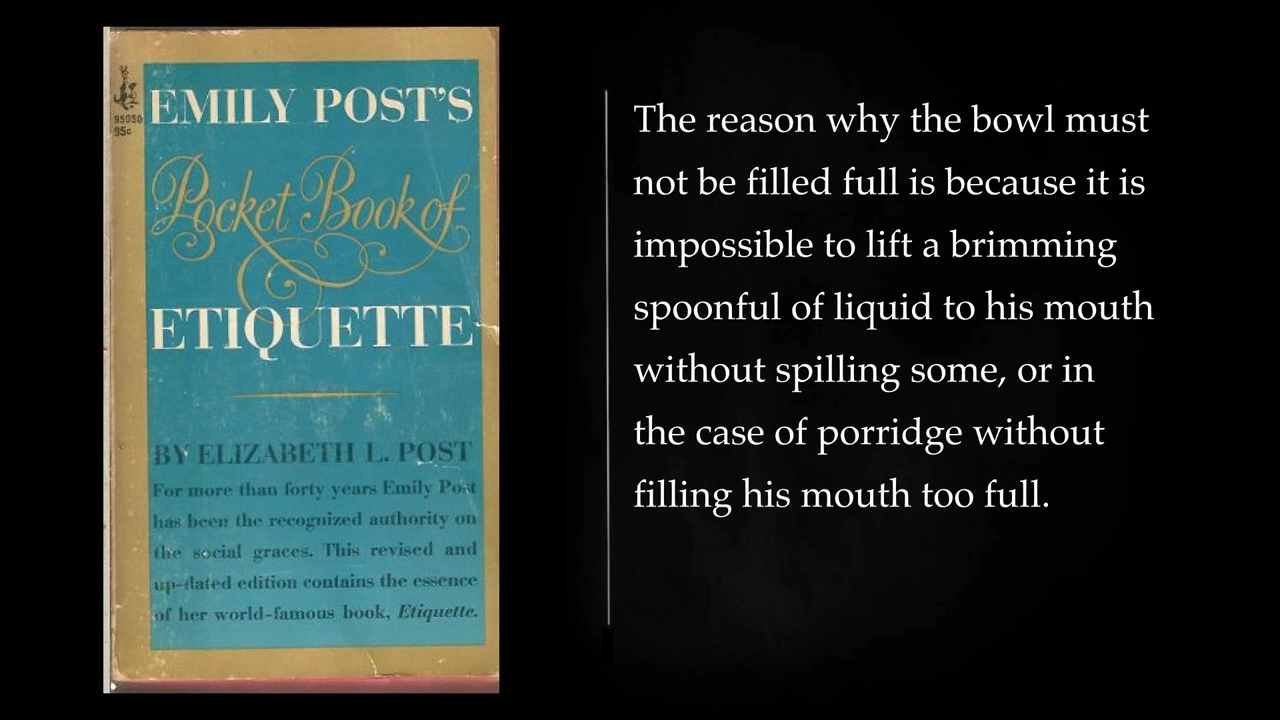 95050
95c
EMILY POST'S
Pocket Book of
ETIQUETTE
BY ELIZABETH L. POST
For more than forty years Emily Post
has been the recognized authority on
the social graces. This revised and
up-dated edition contains the essence
of her world-famous book, Etiquette.
The reason why the bowl must
not be filled full is because it is
impossible to lift a brimming
spoonful of liquid to his mouth
without spilling some, or in
the case of porridge without
filling his mouth too full.